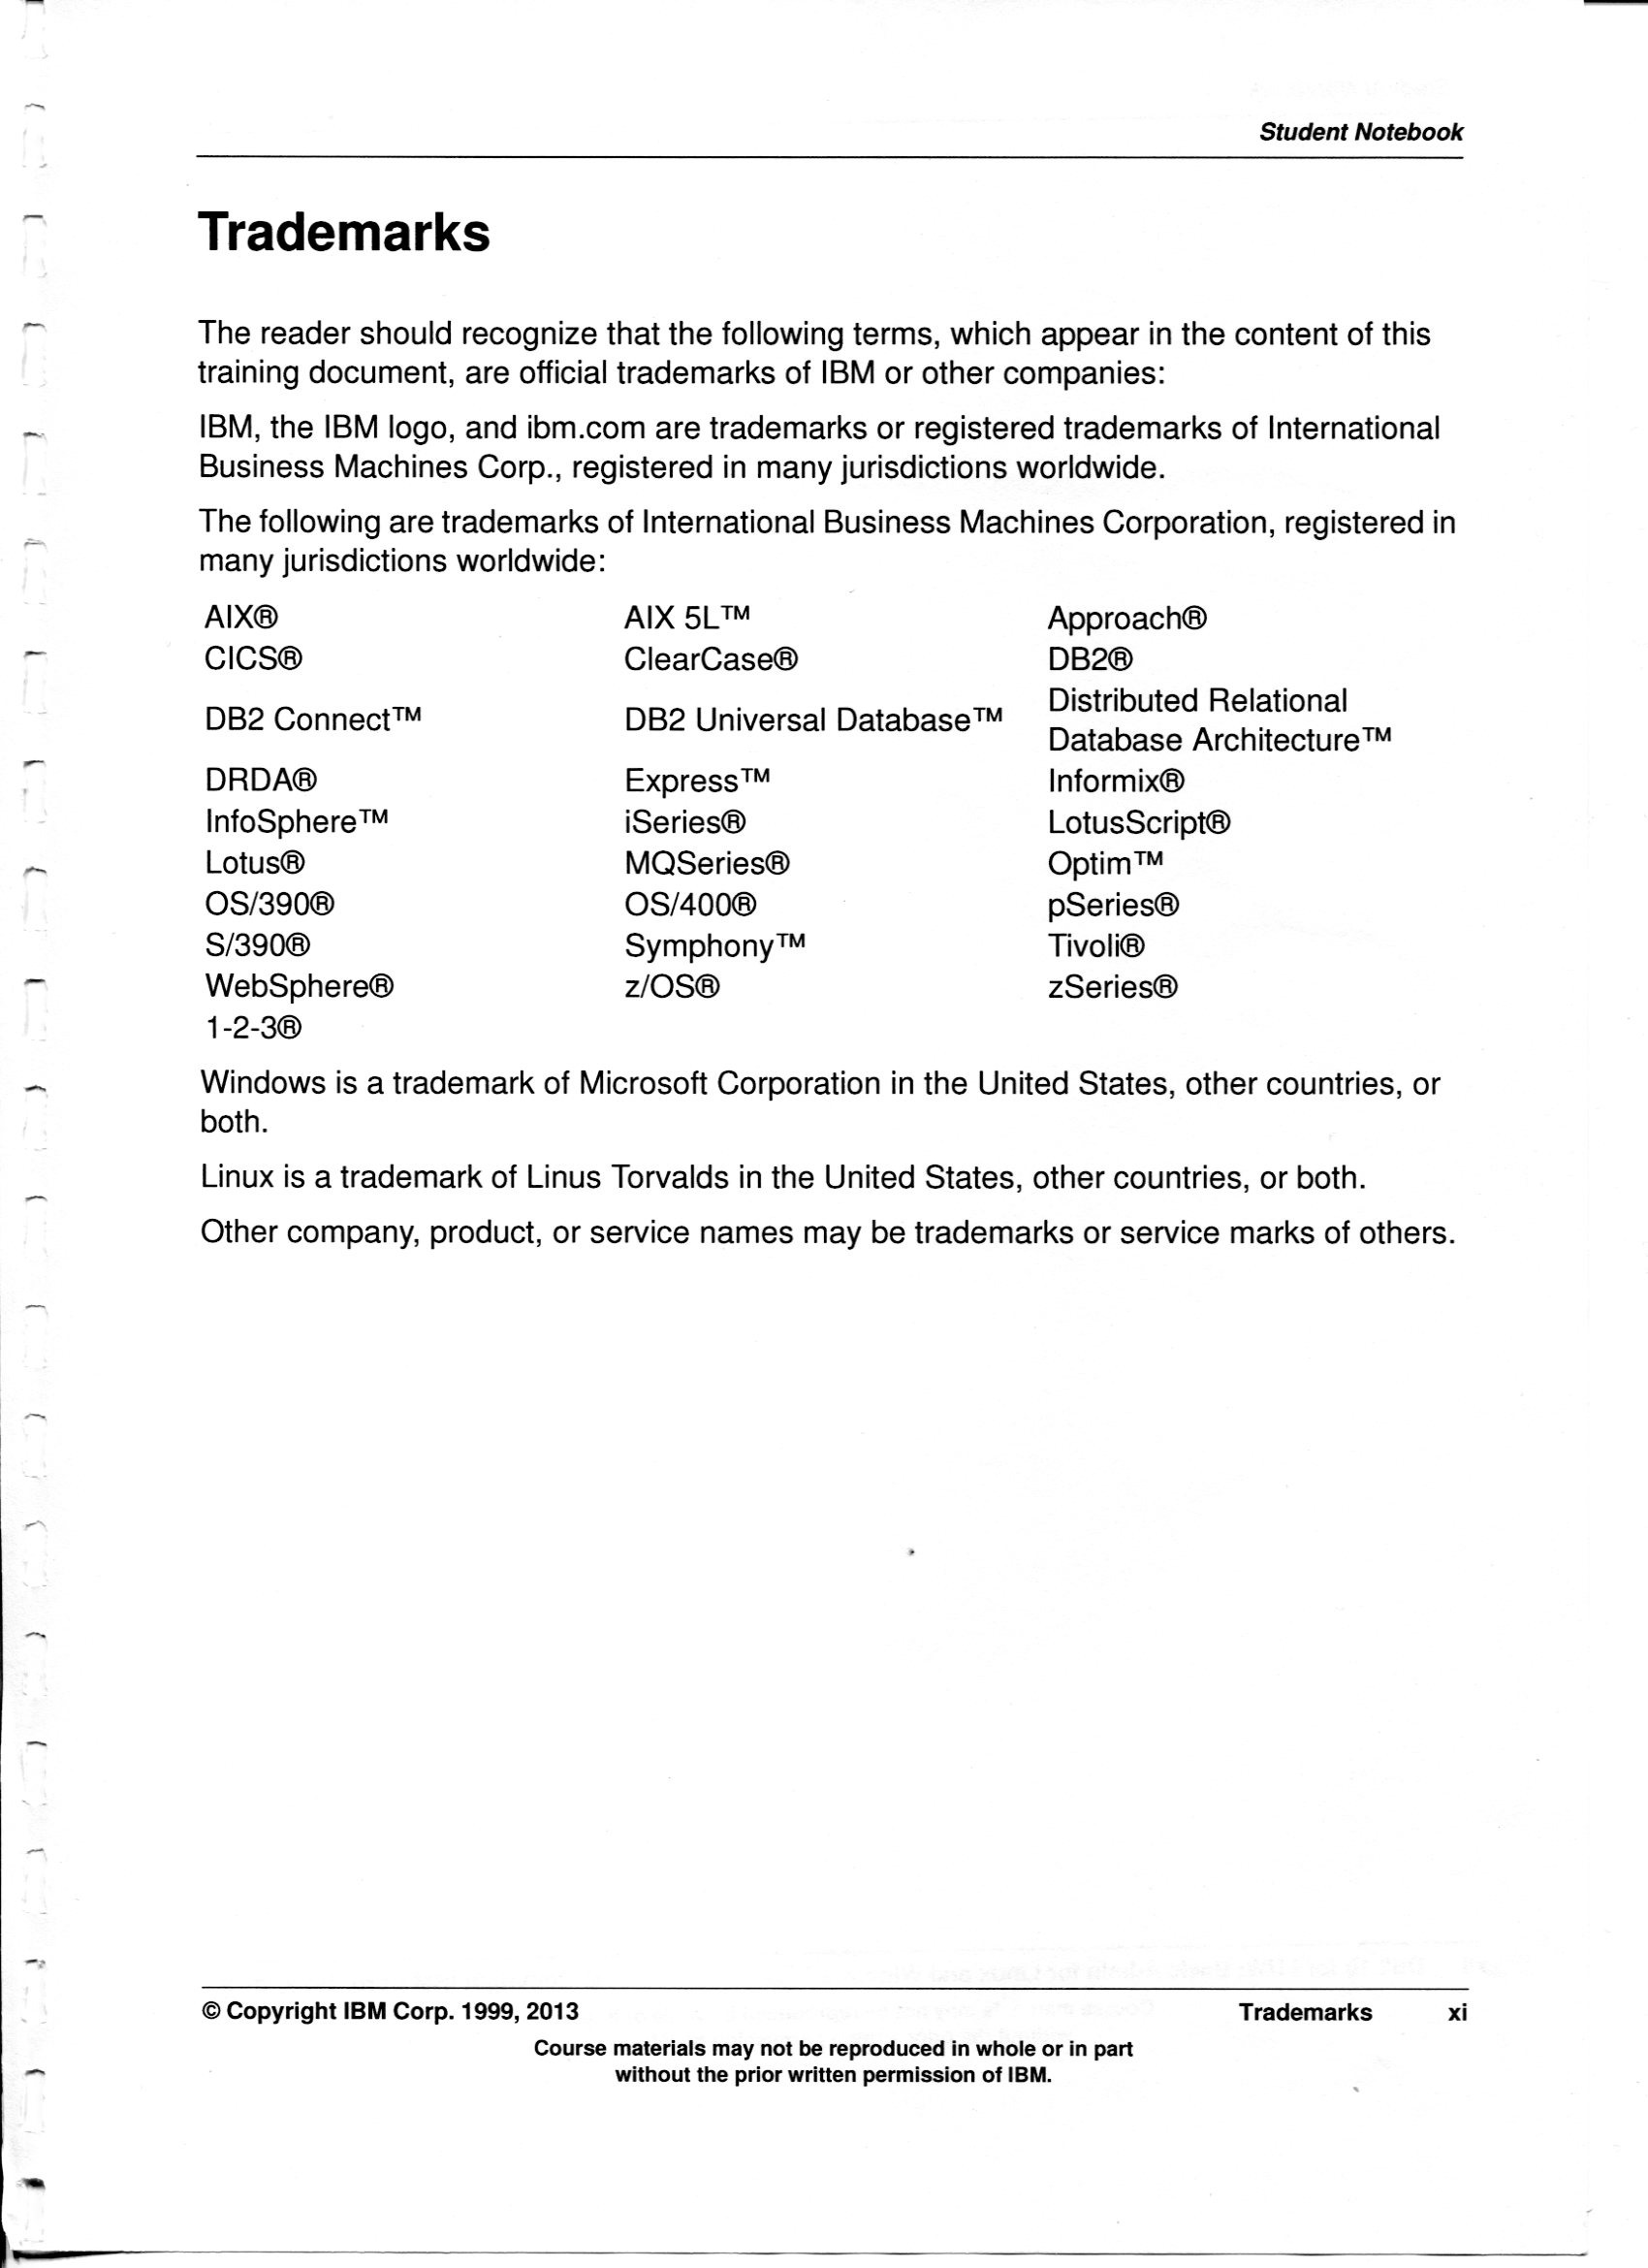 Student Notebook
Trademarks
The reader should recognize that the following terms, which appear in the content of this
training document, are official trademarks of IBM or other companies:
IBM, the IBM logo, and ibm.com are trademarks or registered trademarks of International
Business Machines Corp., registered in many jurisdictions worldwide.
The following are trademarks of International Business Machines Corporation, registered in
many jurisdictions worldwide:
AIX® AIX 5L™ Approach®
CICS® ClearCase® DB2®
DB2 Connect™ DB2 Universal Database™ Distributed Relational
Database Architecture™
DRDA® Express™ Informix®
InfoSphere™ iSeries® LotusScript®
Lotus® MQSeries® Optim™
OS/390® OS/400® pSeries®
S/390® Symphony™ Tivoli®
WebSphere® z/OS® zSeries®
1-2-3®
Windows is a trademark of Microsoft Corporation in the United States, other countries, or
both.
Linux is a trademark of Linus Torvalds in the United States, other countries, or both.
Other company, product, or service names may be trademarks or service marks of others.
© Copyright IBM Corp. 1999, 2013 Trademarks xi
Course materials may not be reproduced in whole or in part
without the prior written permission of IBM.